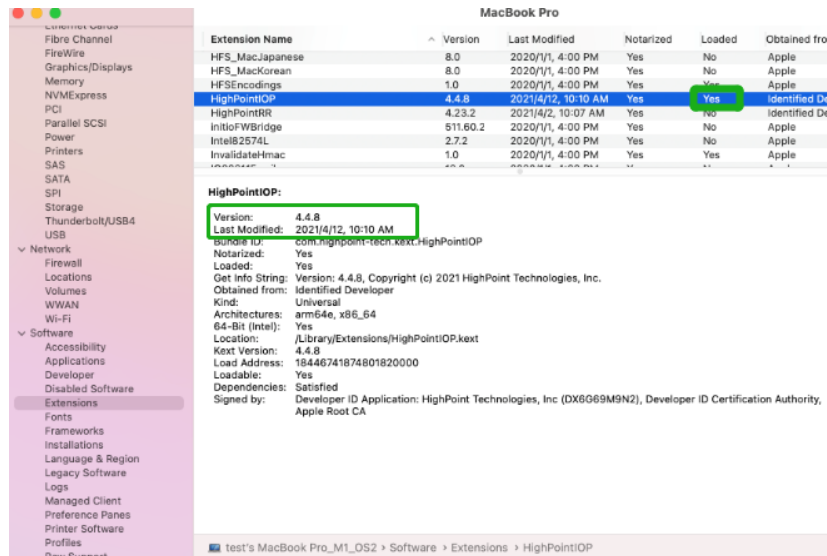 MacBook Pro
Ethernet Cards
Fibre Channel
FireWire
Graphics/Displays
Memory
NVMExpress
PCI
Parallel SCSI
Power
Printers
SAS
SATA
SPI
Storage
Thunderbolt/USB4
USB
Network
Firewall
Locations
Volumes
WWAN
Wi-Fi
Software
Accessibility
Applications
Developer
Disabled Software
Extensions
Fonts
Frameworks
Installations
Language & Region
Legacy Software
Logs
Managed Client
Preference Panes
Printer Software
Profiles
Extension Name Version Last Modified Notarized Loaded Obtained fro
HFS_MacJapanese 8.0 2020/1/1, 4:00 PM Yes No Apple
HFS_MacKorean 8.0 2020/1/1, 4:00 PM Yes No Apple
HFSEncodings 1.0 2020/1/1, 4:00 PM Yes Yes Apple
HighPointIOP 4.4.8 2021/4/12, 10:10 AM Yes Yes Identified De
HighPointRR 4.23.2 2021/4/2, 10:07 AM Yes No Identified De
initioFWBridge 511.60.2 2020/1/1, 4:00 PM Yes No Apple
Intel82574L 2.7.2 2020/1/1, 4:00 PM Yes No Apple
InvalidateHmac 1.0 2020/1/1, 4:00 PM Yes Yes Apple
HighPointIOP:
Version: 4.4.8
Last Modified: 2021/4/12, 10:10 AM
Bundle ID: com.highpoint-tech.kext.HighPointIOP
Notarized: Yes
Loaded: Yes
Get Info String: Version: 4.4.8, Copyright (c) 2021 HighPoint Technologies, Inc.
Obtained from: Identified Developer
Kind: Universal
Architectures: arm64e, x86_64
64-Bit (Intel): Yes
Location: /Library/Extensions/HighPointIOP.kext
Kext Version: 4.4.8
Load Address: 18446741874801820000
Loadable: Yes
Dependencies: Satisfied
Signed by: Developer ID Application: HighPoint Technologies, Inc (DX6G69M9N2), Developer ID Certification Authority,
Apple Root CA
test's MacBook Pro_M1_OS2 › Software › Extensions › HighPointIOP